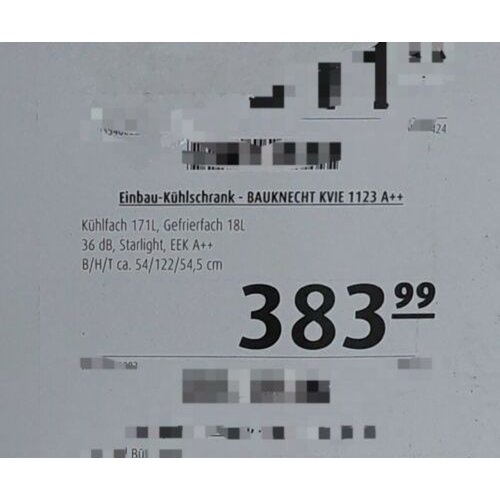 24
Einbau-Kühlschrank - BAUKNECHT KVIE 1123 A++
Kühlfach 171L, Gefrierfach 18L
36 dB, Starlight, EEK A++
B/H/T ca. 54/122/54,5 cm
383 99